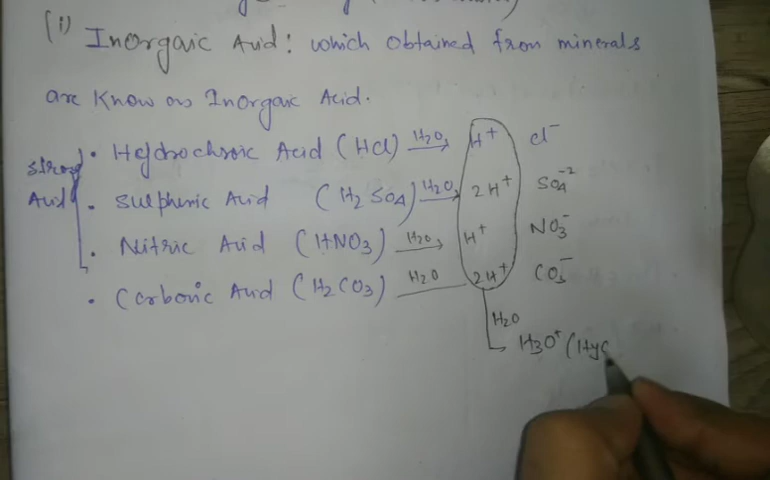 (1) Inorgaic Acid: which obtained from minerals
are Know as Inorgaic Acid.
Strong Acid
• Hydrochroic Acid (HCl) H2O→ H+ Cl-
• Sulphuric Acid (H2SO4) H2O→ 2H+ SO4-2
• Nitric Acid (HNO3) H2O→ H+ NO3-
• Carbonic Acid (H2CO3) H2O 2H+ CO3-
H2O
H3O+ (Hyd